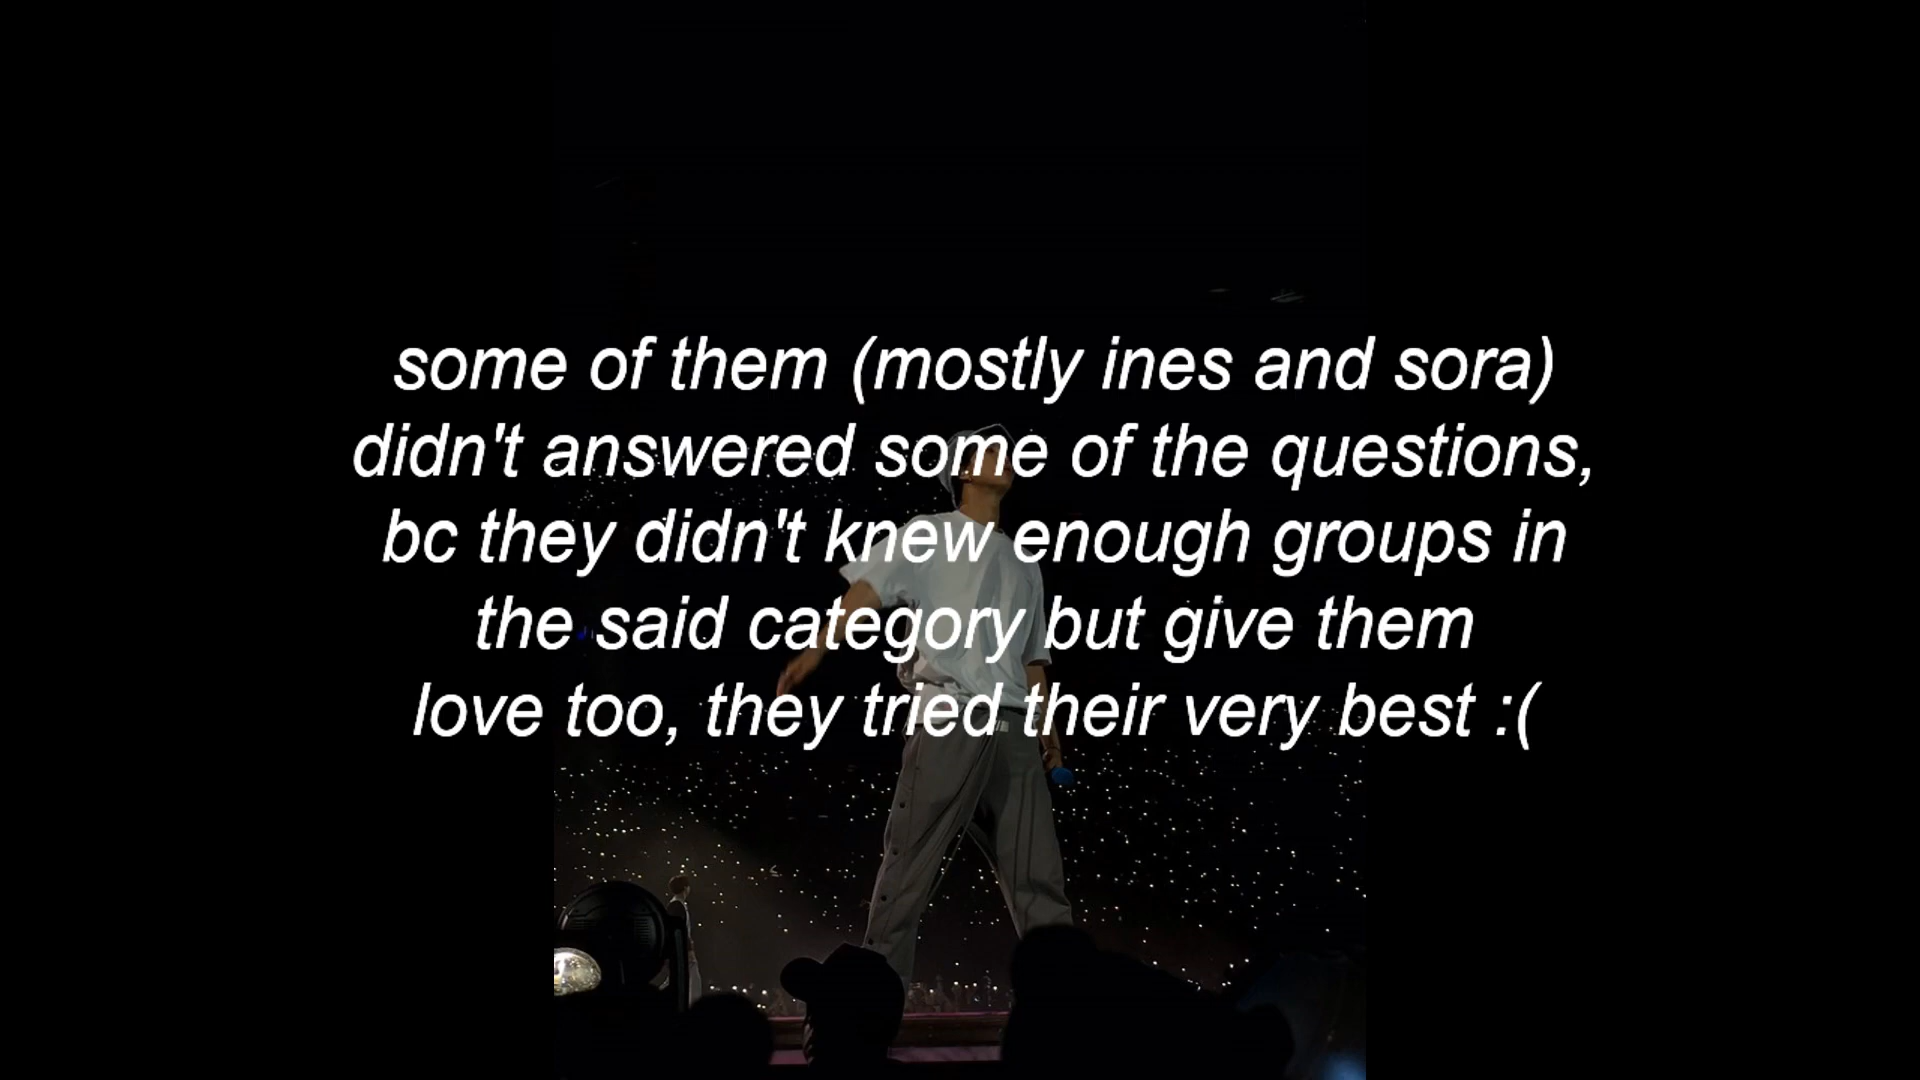 some of them (mostly ines and sora)
didn't answered some of the questions,
bc they didn't knew enough groups in
the said category but give them
love too, they tried their very best :(